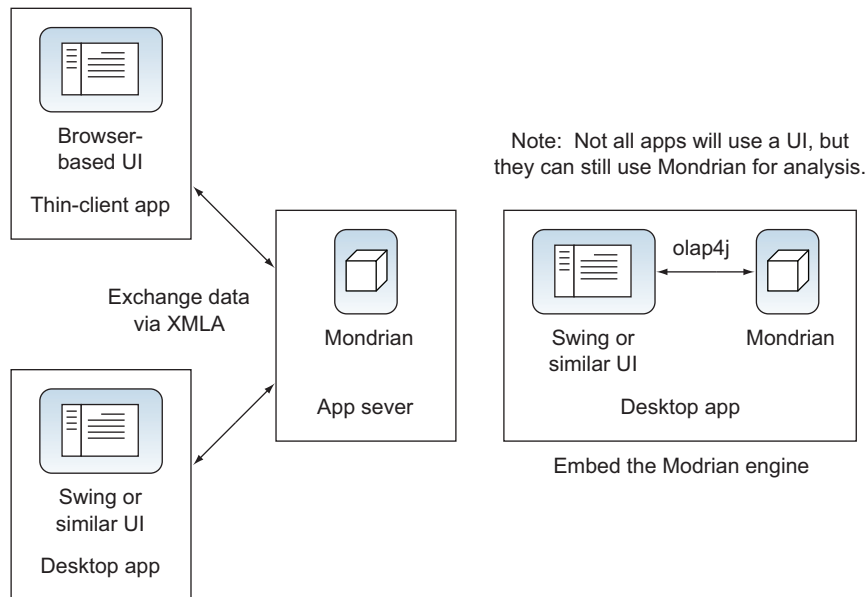 Browser-
based UI
Thin-client app
Exchange data
via XMLA
Swing or
similar UI
Desktop app
Mondrian
App sever
Note: Not all apps will use a UI, but
they can still use Mondrian for analysis.
olap4j
Swing or
similar UI
Mondrian
Desktop app
Embed the Modrian engine